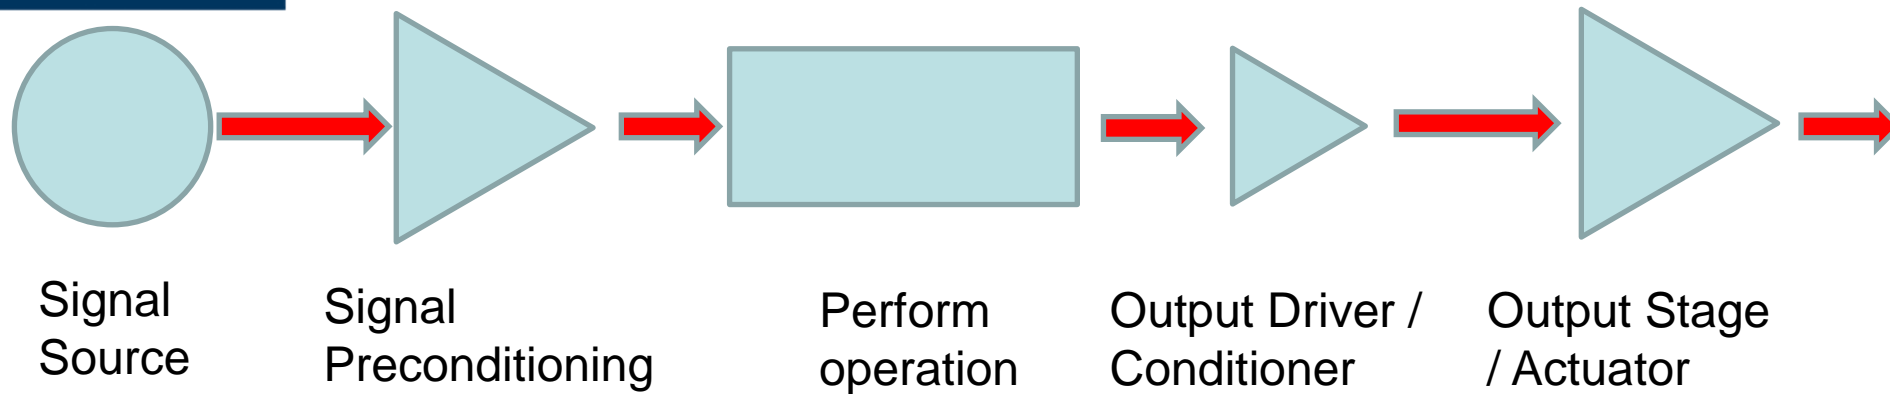 Signal
Source
Signal
Preconditioning
Perform
operation
Output Driver /
Conditioner
Output Stage
/ Actuator